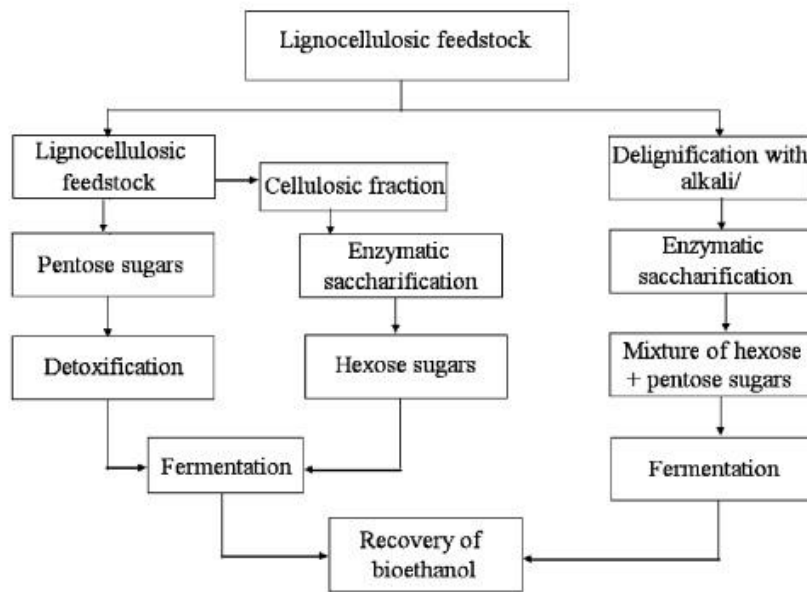 Lignocellulosic feedstock
Lignocellulosic
feedstock
Cellulosic fraction
Delignification with
alkali/
Pentose sugars
Enzymatic
saccharification
Enzymatic
saccharification
Detoxification
Hexose sugars
Mixture of hexose
+ pentose sugars
Fermentation
Fermentation
Recovery of
bioethanol